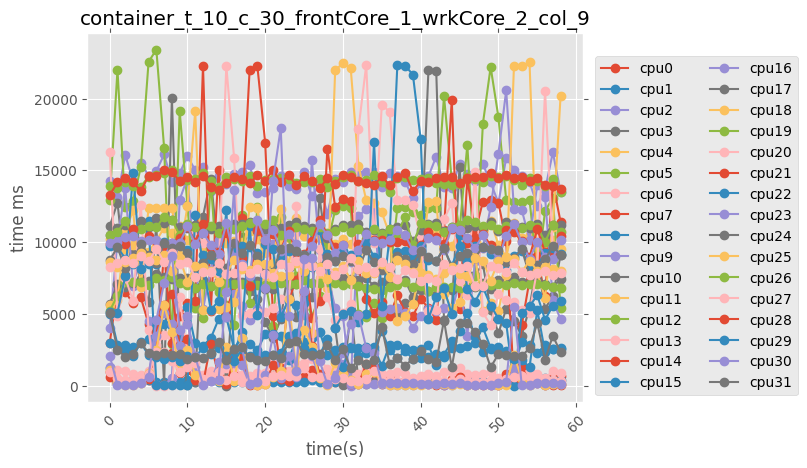 container_t_10_c_30_frontCore_1_wrkCore_2_col_9
time ms
20000
15000
10000
5000
0
0
10
20
30
40
50
60
time(s)
cpu0
cpu1
cpu2
cpu3
cpu4
cpu5
cpu6
cpu7
cpu8
cpu9
cpu10
cpu11
cpu12
cpu13
cpu14
cpu15
cpu16
cpu17
cpu18
cpu19
cpu20
cpu21
cpu22
cpu23
cpu24
cpu25
cpu26
cpu27
cpu28
cpu29
cpu30
cpu31